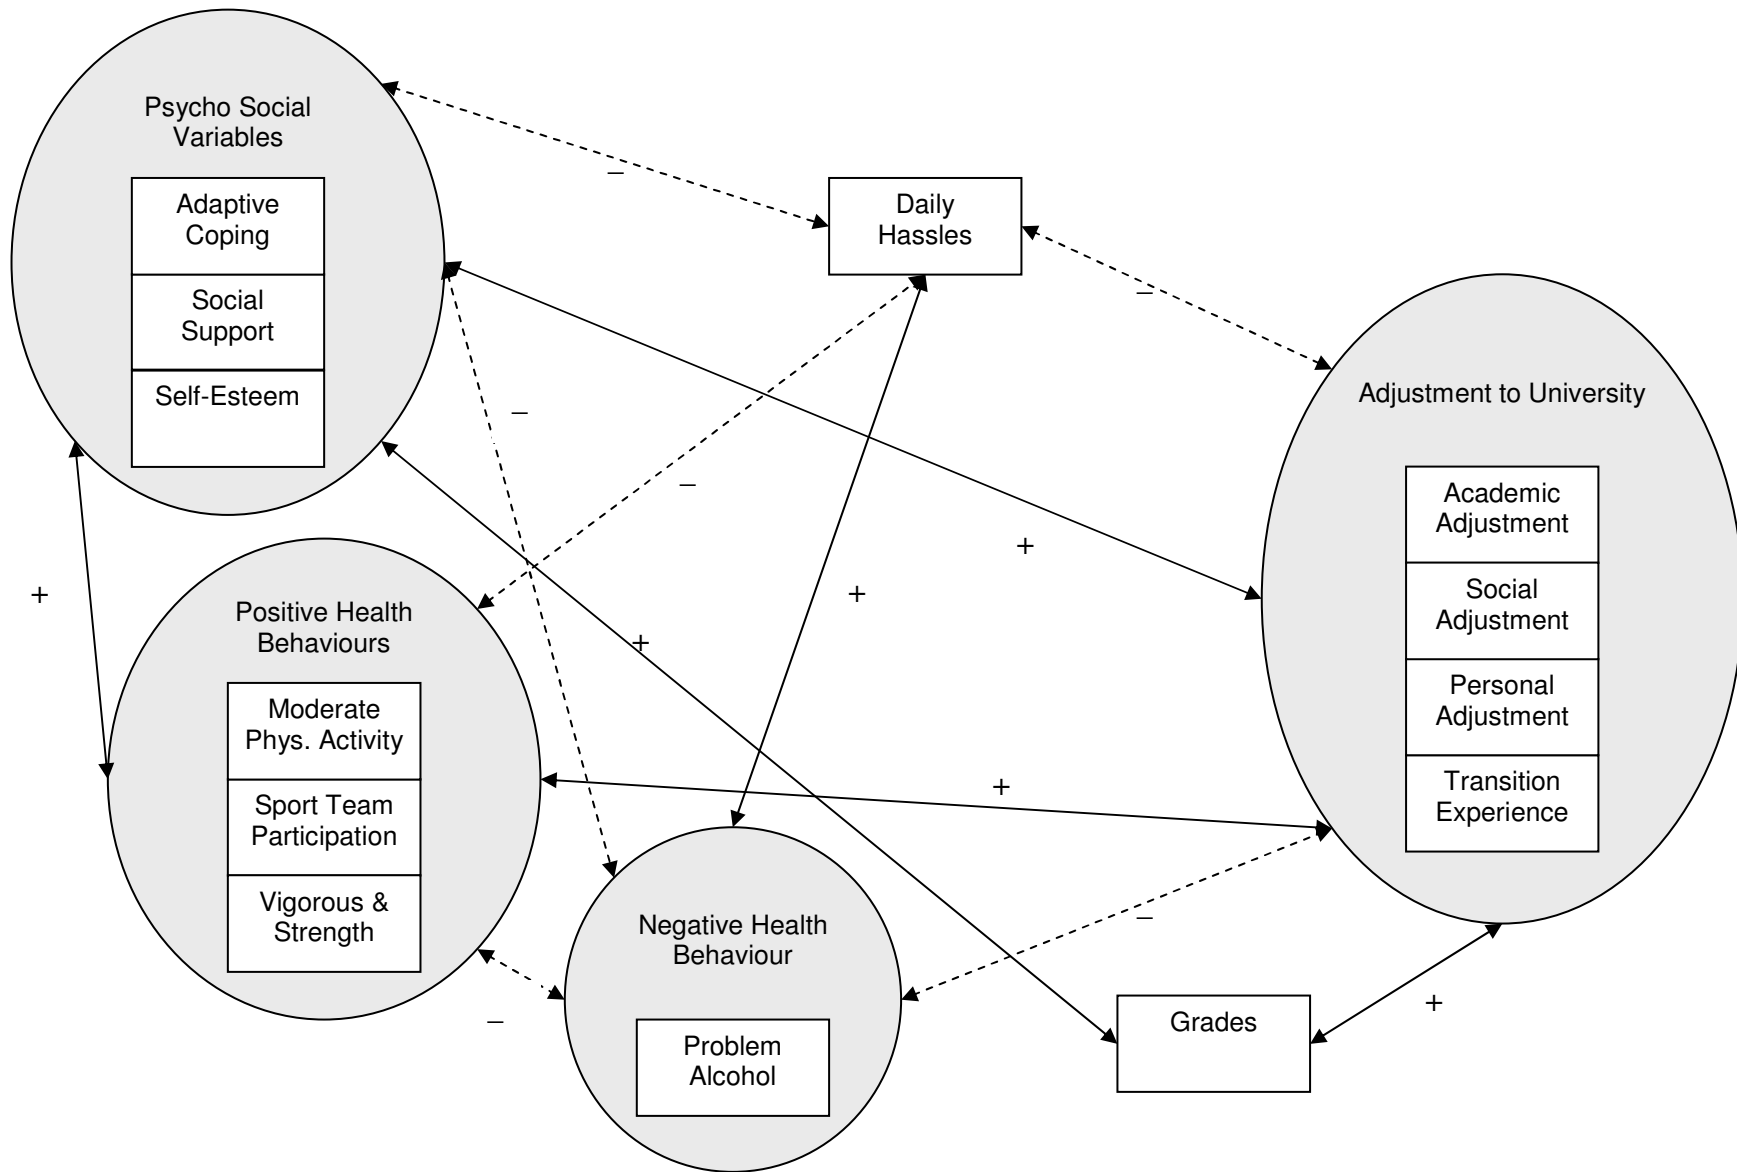 Psycho Social
Variables
Adaptive
Coping
Social
Support
Self-Esteem
–
Daily
Hassles
–
Adjustment to University
Academic
Adjustment
Social
Adjustment
Personal
Adjustment
Transition
Experience
–
–
+
+
+
+
Positive Health
Behaviours
Moderate
Phys. Activity
Sport Team
Participation
Vigorous &
Strength
+
–
–
Negative Health
Behaviour
Problem
Alcohol
Grades
+